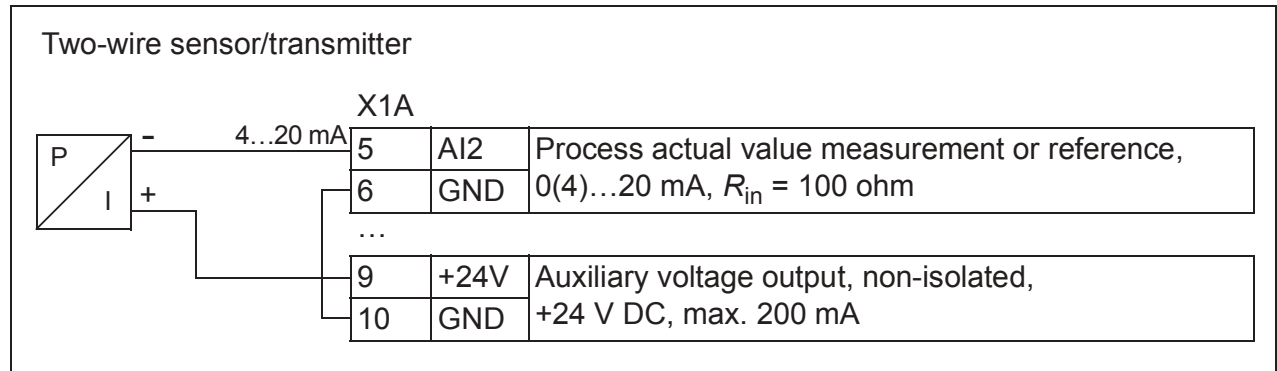 Two-wire sensor/transmitter
X1A
P
I
-
+
4…20 mA
5 AI2 Process actual value measurement or reference,
6 GND 0(4)…20 mA, Rin = 100 ohm
…
9 +24V Auxiliary voltage output, non-isolated,
10 GND +24 V DC, max. 200 mA